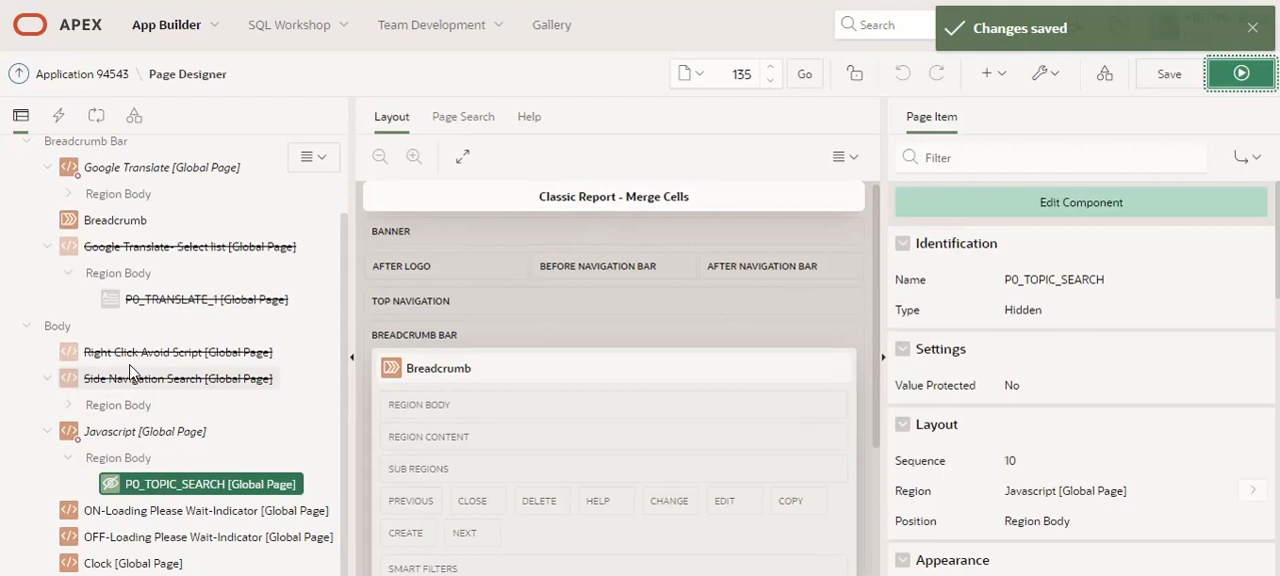 APEX
App Builder
SQL Workshop
Team Development
Gallery
Search
Changes saved
Application 94543 \ Page Designer
135
Go
Save
Breadcrumb Bar
Google Translate [Global Page]
Region Body
Breadcrumb
Google Translate- Select list [Global Page]
Region Body
P0_TRANSLATE_1 [Global Page]
Body
Right Click Avoid Script [Global Page]
Side Navigation Search [Global Page]
Region Body
Javascript [Global Page]
Region Body
P0_TOPIC_SEARCH [Global Page]
ON-Loading Please Wait-Indicator [Global Page]
OFF-Loading Please Wait-Indicator [Global Page]
Clock [Global Page]
Layout
Page Search
Help
Classic Report - Merge Cells
BANNER
AFTER LOGO
BEFORE NAVIGATION BAR
AFTER NAVIGATION BAR
TOP NAVIGATION
BREADCRUMB BAR
Breadcrumb
REGION BODY
REGION CONTENT
SUB REGIONS
PREVIOUS
CLOSE
DELETE
HELP
CHANGE
EDIT
COPY
CREATE
NEXT
SMART FILTERS
Page Item
Filter
Edit Component
Identification
Name P0_TOPIC_SEARCH
Type Hidden
Settings
Value Protected No
Layout
Sequence 10
Region Javascript [Global Page]
Position Region Body
Appearance